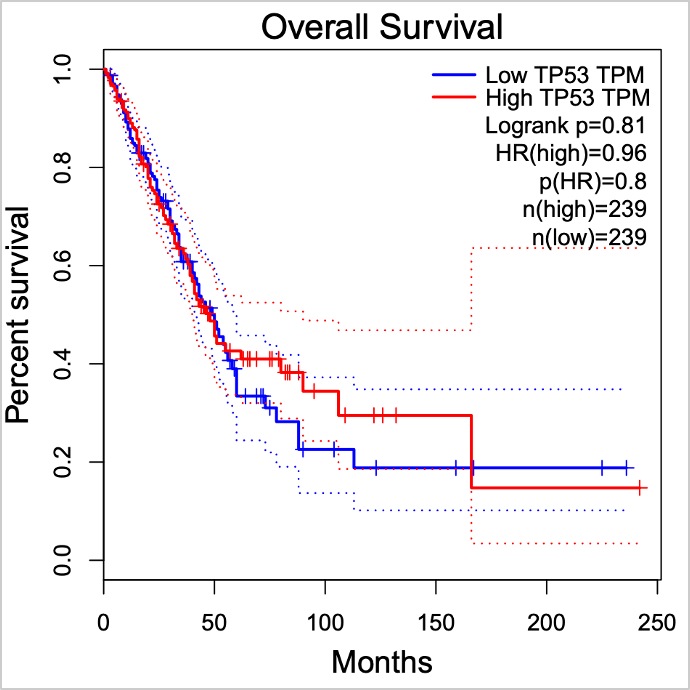 Overall Survival
Low TP53 TPM
High TP53 TPM
Logrank p=0.81
HR(high)=0.96
p(HR)=0.8
n(high)=239
n(low)=239
Percent survival
1.0
0.8
0.6
0.4
0.2
0.0
0 50 100 150 200 250
Months